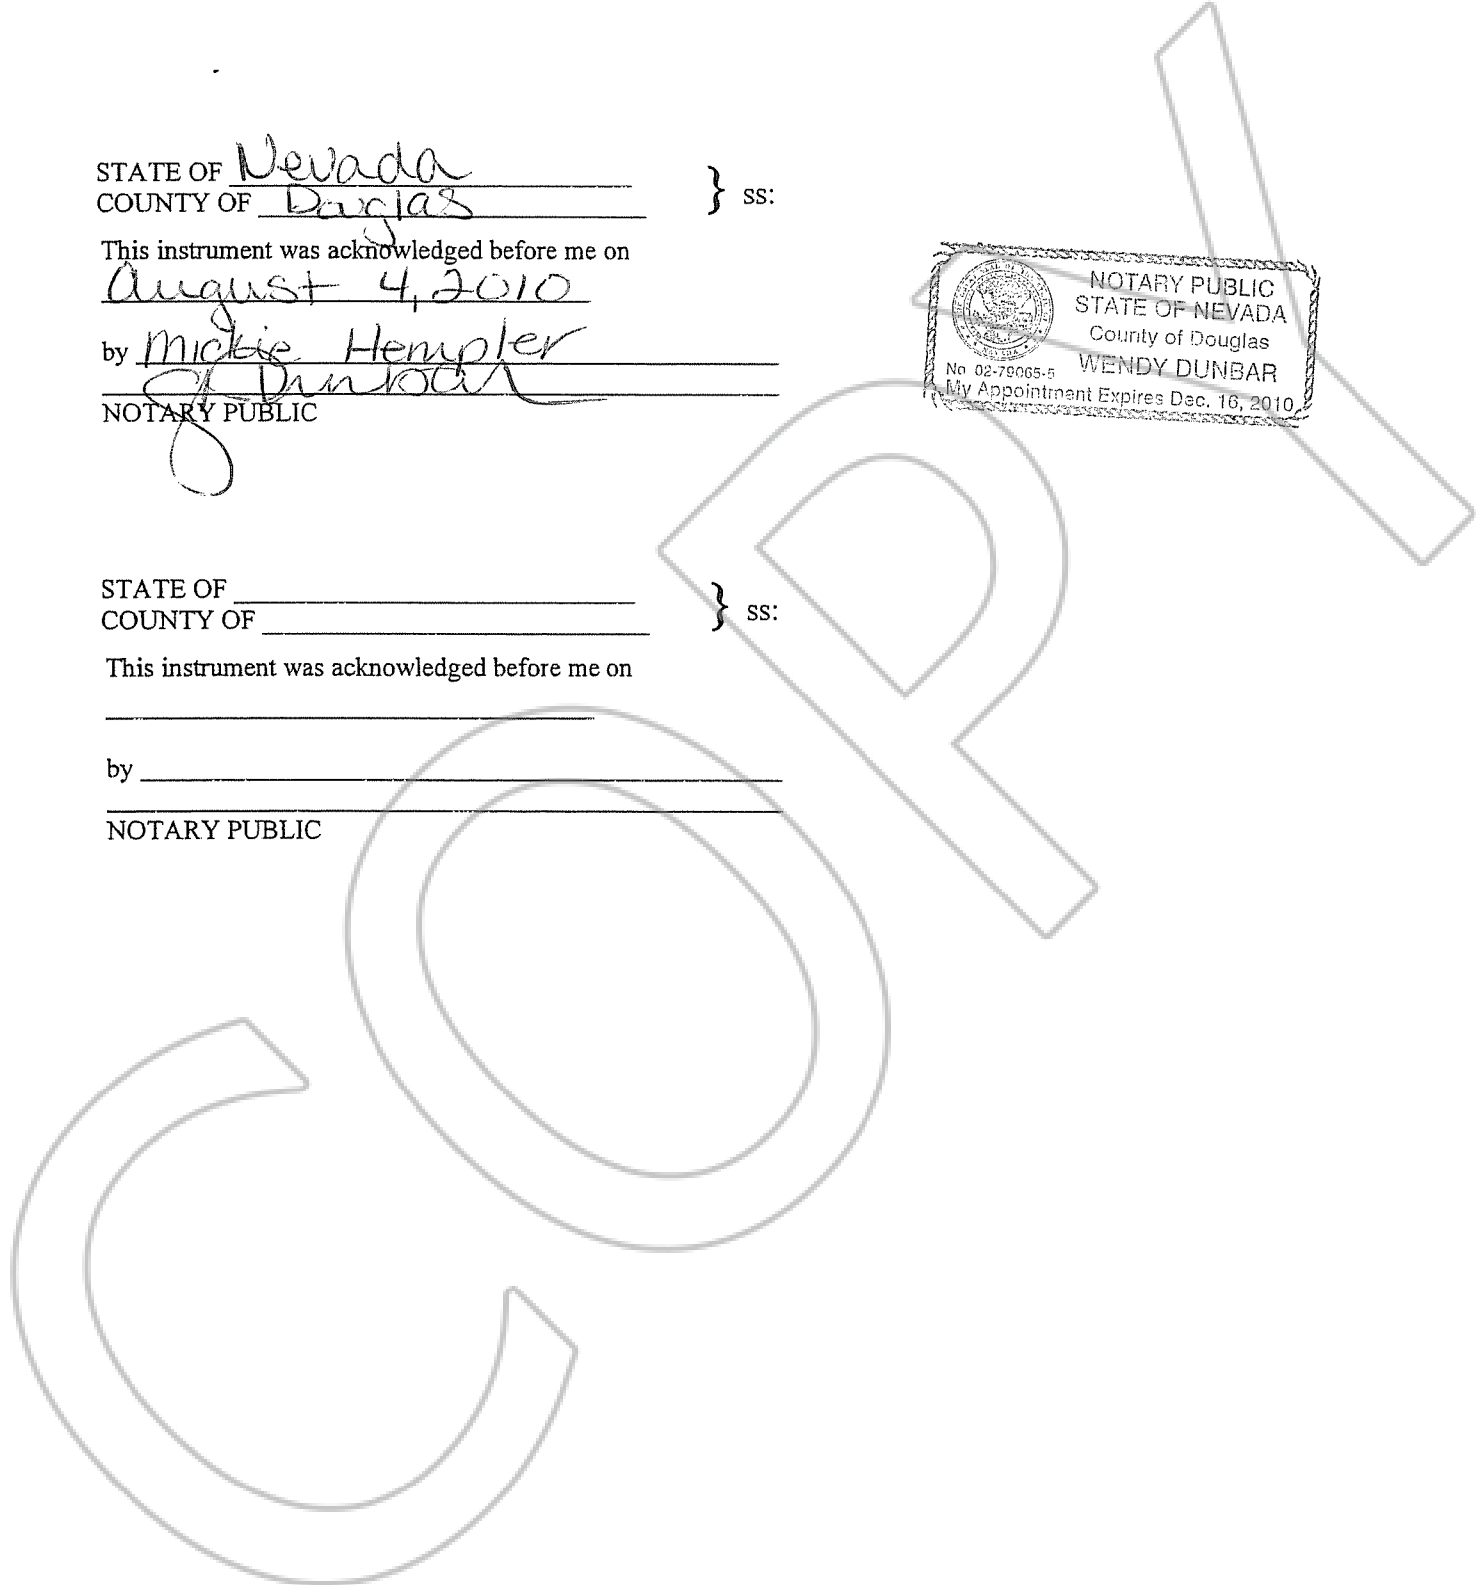 STATE OF Nevada
COUNTY OF Douglas
} ss:
This instrument was acknowledged before me on
August 4, 2010
by Mickie Hempler
Dunbar
NOTARY PUBLIC
NOTARY PUBLIC
STATE OF NEVADA
County of Douglas
No. 02-79065-5 WENDY DUNBAR
My Appointment Expires Dec. 16, 2010
STATE OF
COUNTY OF
} ss:
This instrument was acknowledged before me on
by
NOTARY PUBLIC
COPY